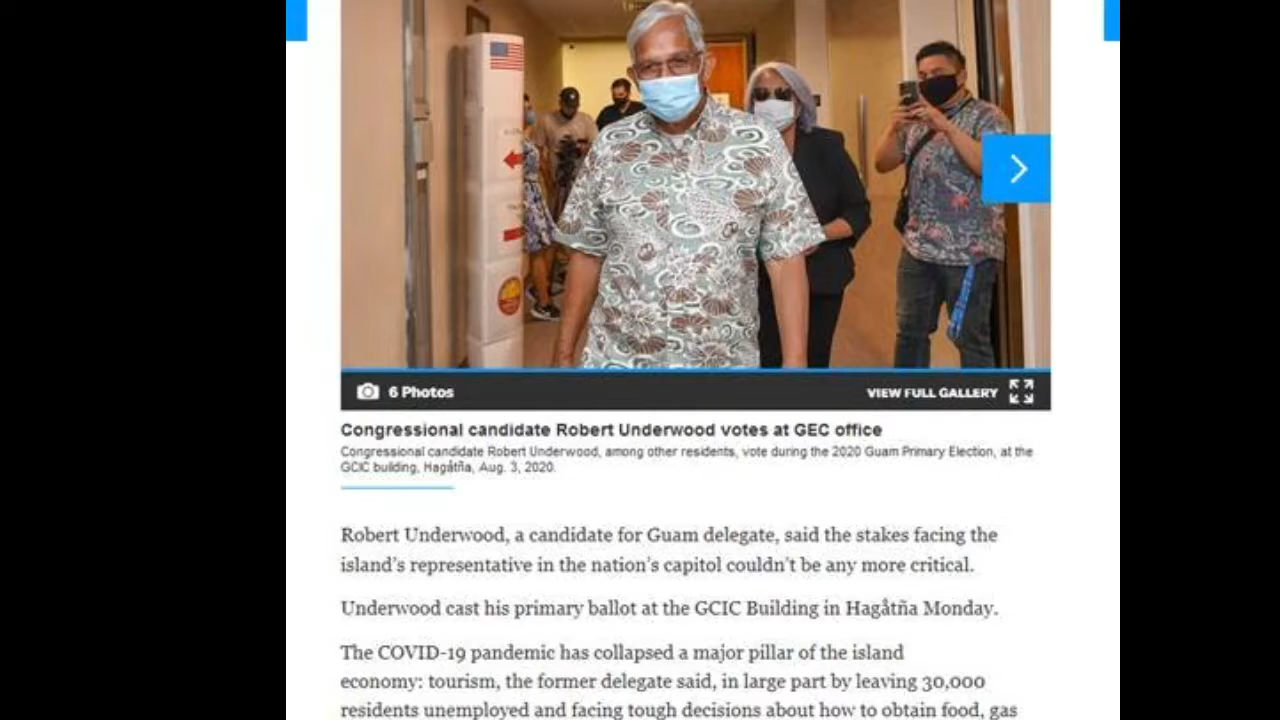 6 Photos
VIEW FULL GALLERY
Congressional candidate Robert Underwood votes at GEC office
Congressional candidate Robert Underwood, among other residents, vote during the 2020 Guam Primary Election, at the
GCIC building, Hagåtña, Aug. 3, 2020.
Robert Underwood, a candidate for Guam delegate, said the stakes facing the
island's representative in the nation's capitol couldn't be any more critical.
Underwood cast his primary ballot at the GCIC Building in Hagåtña Monday.
The COVID-19 pandemic has collapsed a major pillar of the island
economy: tourism, the former delegate said, in large part by leaving 30,000
residents unemployed and facing tough decisions about how to obtain food, gas